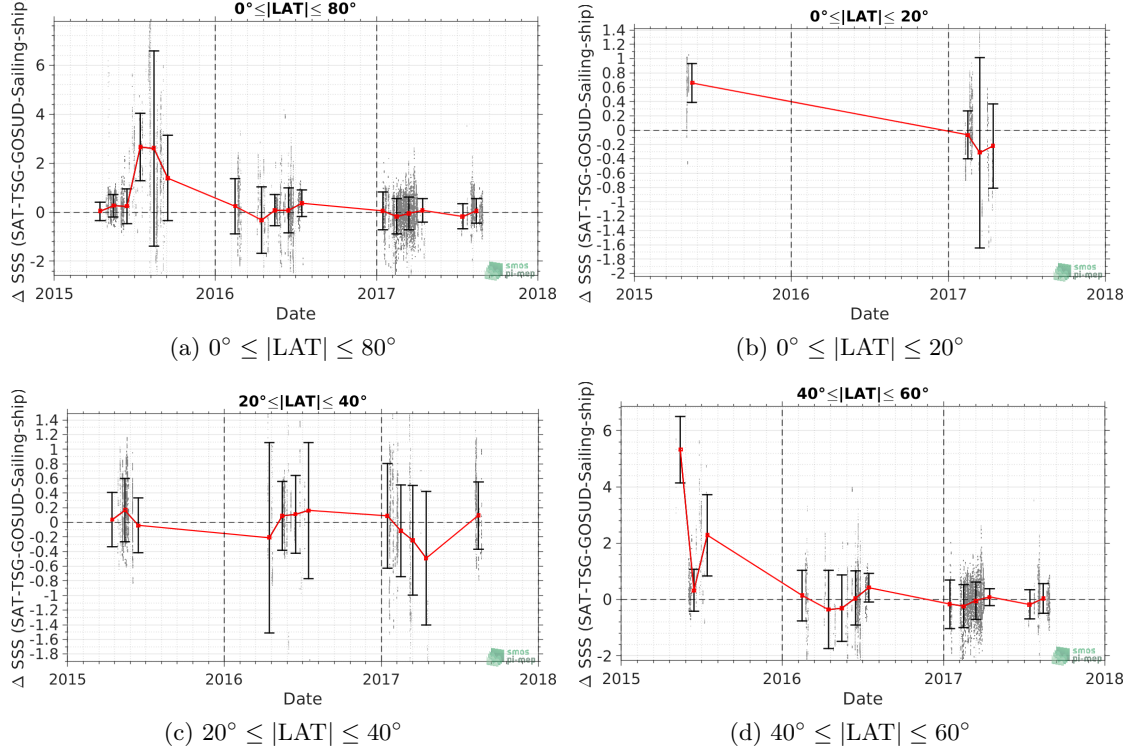 0°≤|LAT|≤ 80°
Δ SSS (SAT-TSG-GOSUD-Sailing-ship)
6
4
2
0
-2
2015
2016
2017
2018
Date
smos
pi-mep
(a) 0° ≤ |LAT| ≤ 80°
0°≤|LAT|≤ 20°
Δ SSS (SAT-TSG-GOSUD-Sailing-ship)
1.4
1.2
1
0.8
0.6
0.4
0.2
0
-0.2
-0.4
-0.6
-0.8
-1
-1.2
-1.4
-1.6
-1.8
-2
2015
2016
2017
2018
Date
smos
pi-mep
(b) 0° ≤ |LAT| ≤ 20°
20°≤|LAT|≤ 40°
Δ SSS (SAT-TSG-GOSUD-Sailing-ship)
1.4
1.2
1
0.8
0.6
0.4
0.2
0
-0.2
-0.4
-0.6
-0.8
-1
-1.2
-1.4
-1.6
-1.8
2015
2016
2017
2018
Date
smos
pi-mep
(c) 20° ≤ |LAT| ≤ 40°
40°≤|LAT|≤ 60°
Δ SSS (SAT-TSG-GOSUD-Sailing-ship)
6
4
2
0
-2
2015
2016
2017
2018
Date
smos
pi-mep
(d) 40° ≤ |LAT| ≤ 60°